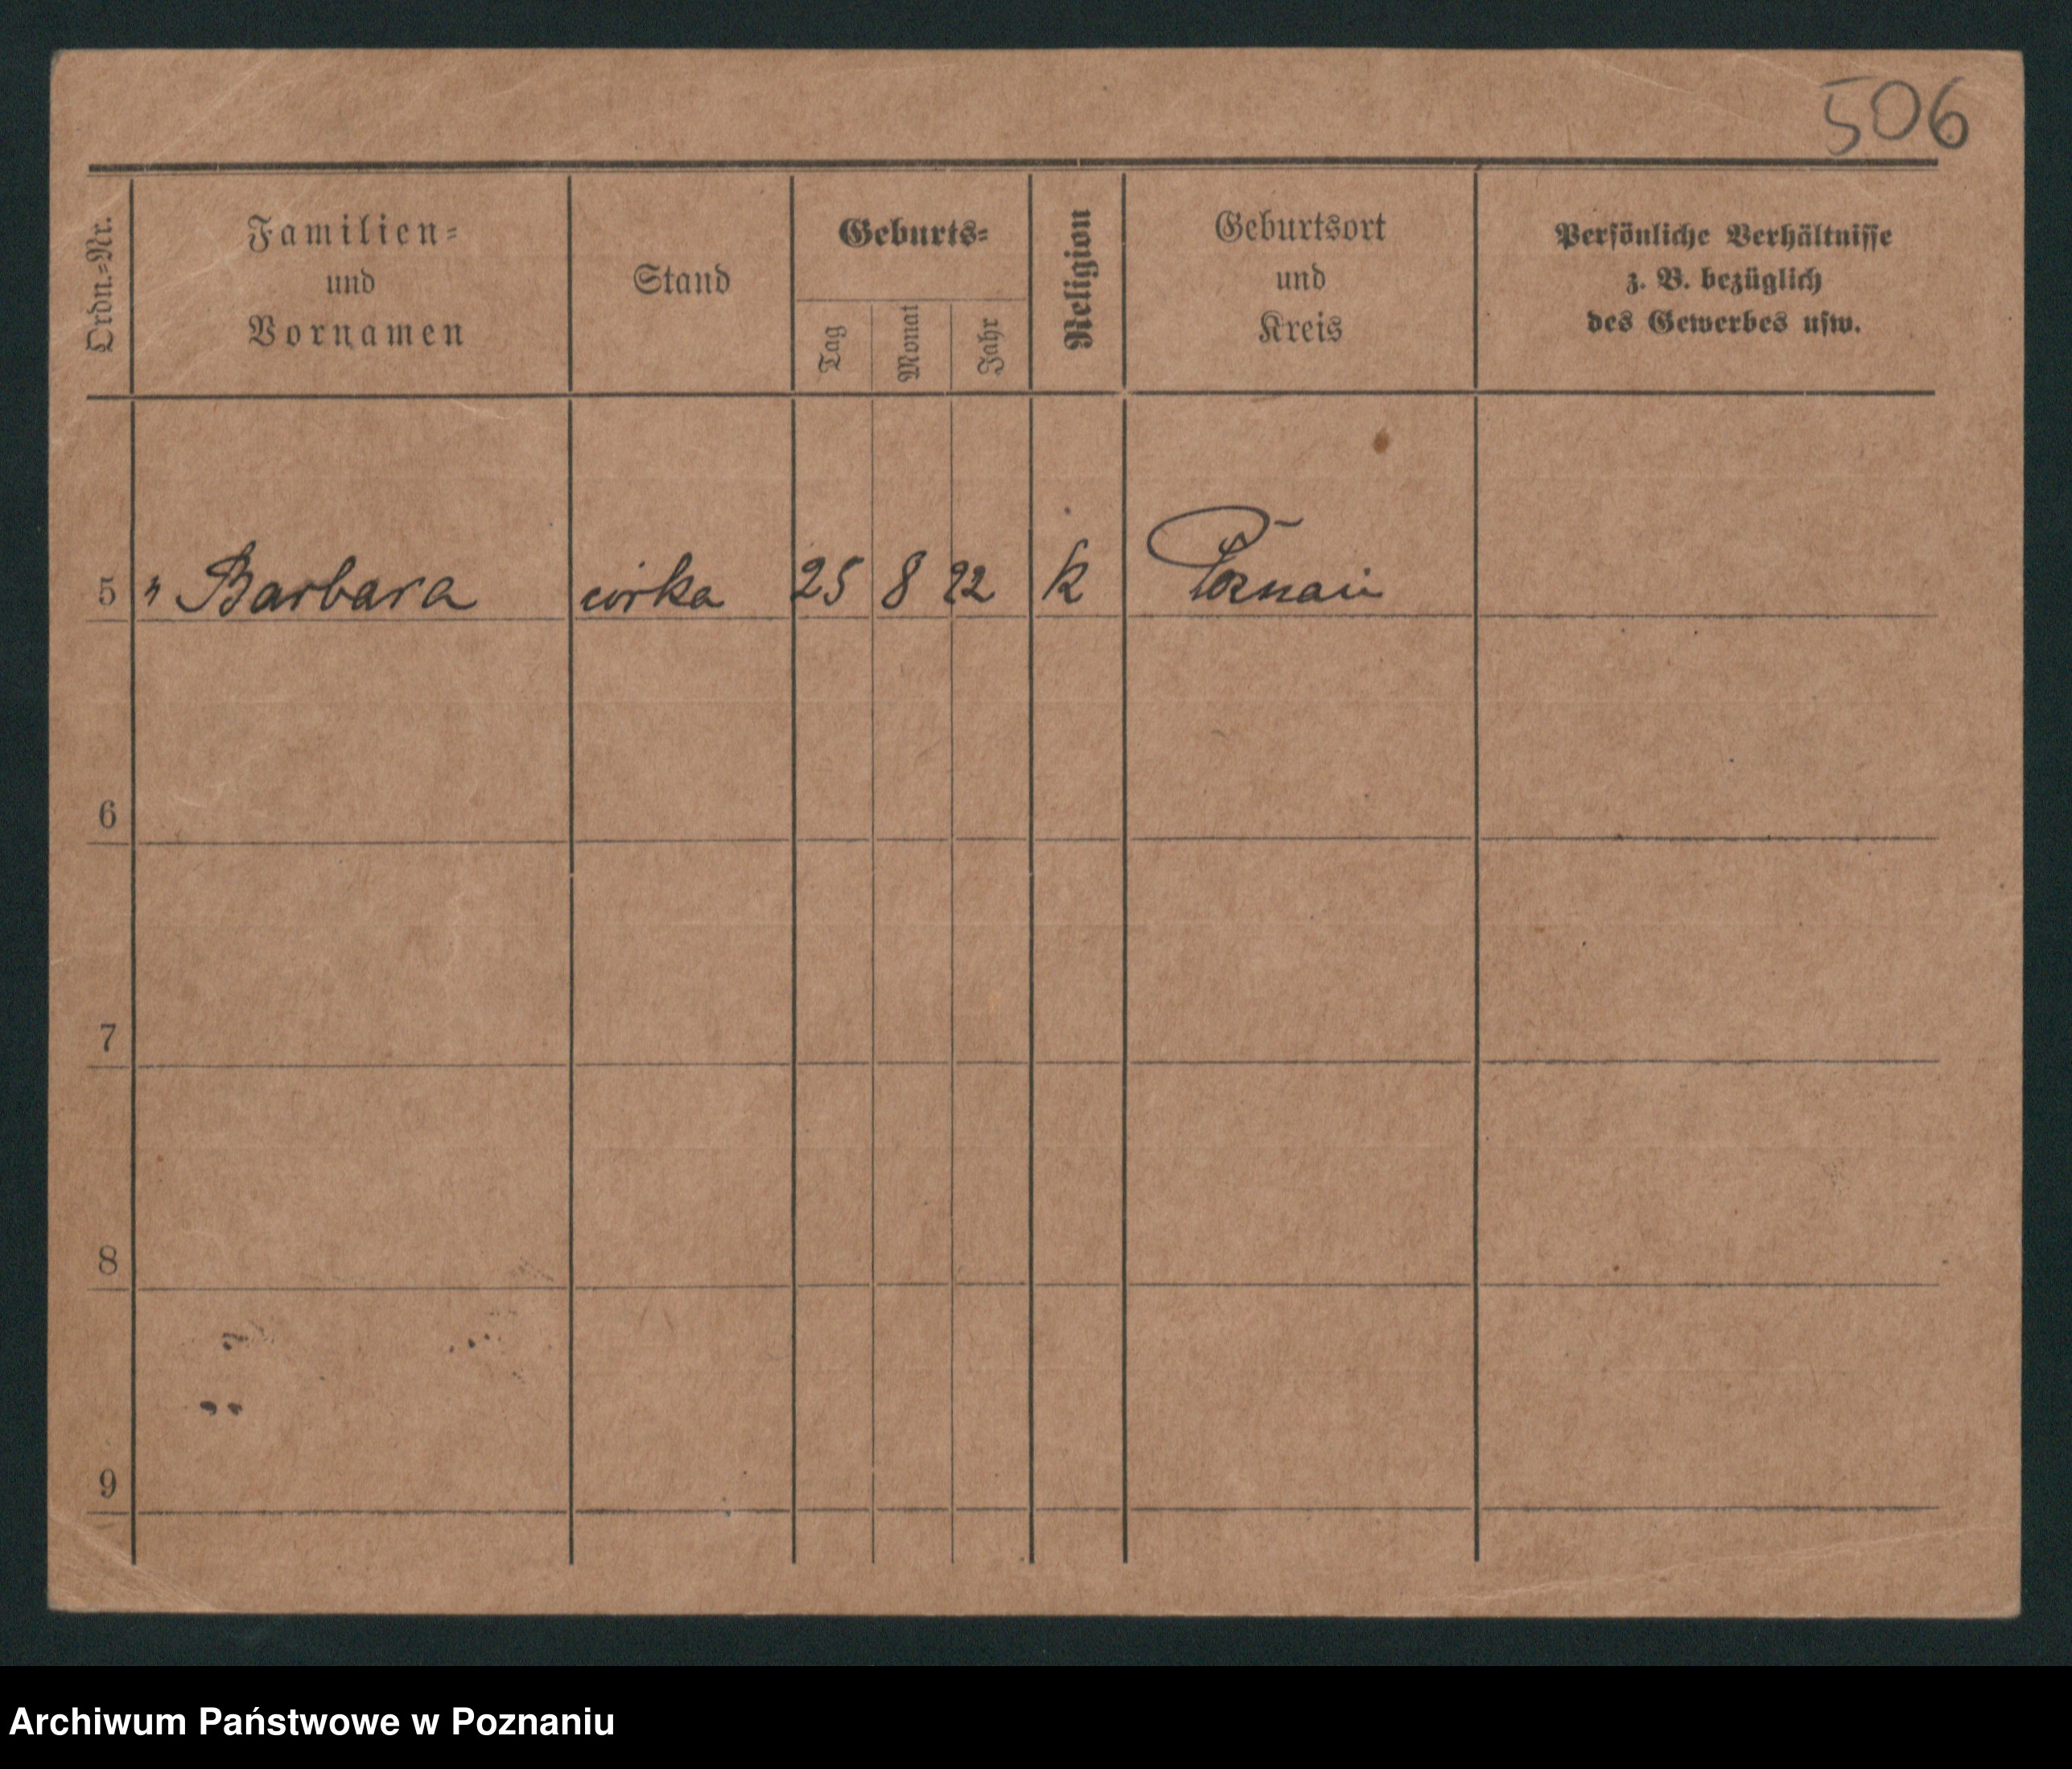 506
Ordn.=Nr.
Familien=
und
Vornamen
Stand
Geburts=
Tag
Monat
Jahr
Religion
Geburtsort
und
Kreis
Persönliche Verhältnisse
z. B. bezüglich
des Gewerbes usw.
5 " Barbara córka 25 8 22 k Poznań
6
7
8
9
Archiwum Państwowe w Poznaniu